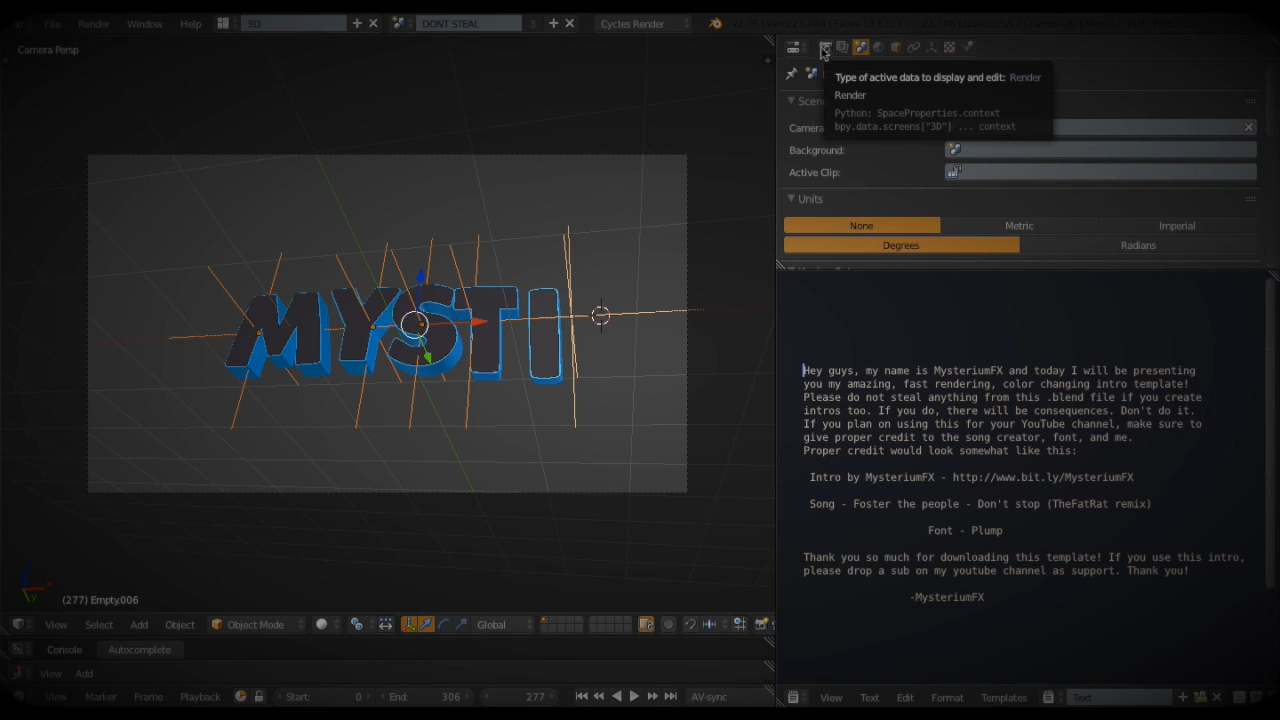 File Render Window Help 3D DONT STEAL 3 Cycles Render
Camera Persp
Type of active data to display and edit: Render
Render
Python: SpaceProperties.context
bpy.data.screens["3D"] ... context
Camera
Background:
Active Clip:
Units
None Metric Imperial
Degrees Radians
MYSTI
Hey guys, my name is MysteriumFX and today I will be presenting
you my amazing, fast rendering, color changing intro template!
Please do not steal anything from this .blend file if you create
intros too. If you do, there will be consequences. Don't do it.
If you plan on using this for your YouTube channel, make sure to
give proper credit to the song creator, font, and me.
Proper credit would look somewhat like this:
Intro by MysteriumFX - http://www.bit.ly/MysteriumFX
Song - Foster the people - Don't stop (TheFatRat remix)
Font - Plump
Thank you so much for downloading this template! If you use this intro,
please drop a sub on my youtube channel as support. Thank you!
-MysteriumFX
(277) Empty.006
View Select Add Object Object Mode Global
Console Autocomplete
View Add
View Marker Frame Playback Start: 0 End: 306 277 AV-sync
View Text Edit Format Templates Text